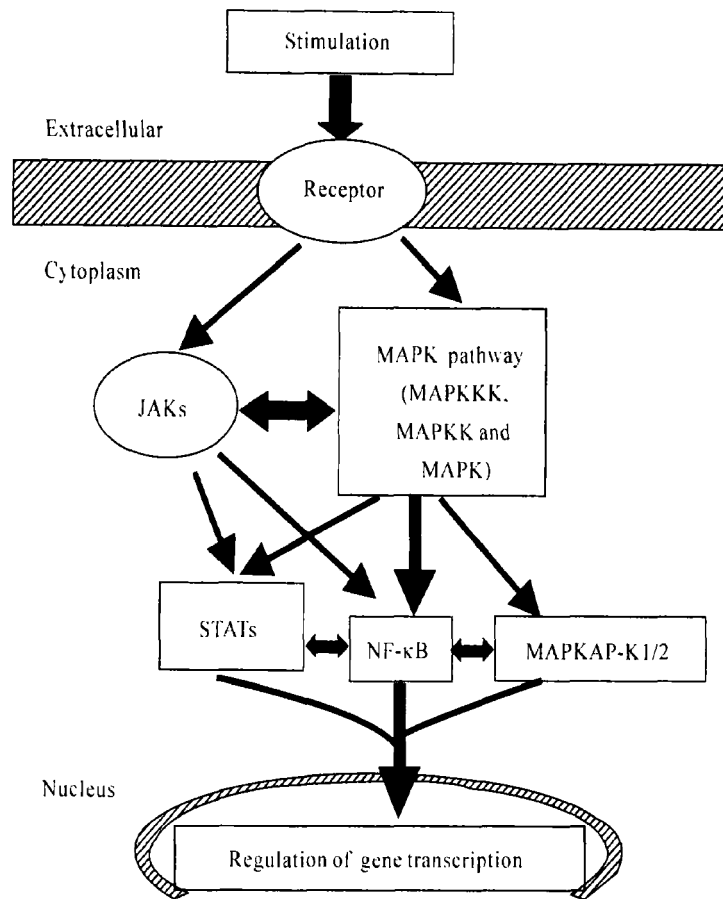 Stimulation
Extracellular
Receptor
Cytoplasm
MAPK pathway
(MAPKKK,
MAPKK and
MAPK)
JAKs
STATs
NF-κB
MAPKAP-K1/2
Nucleus
Regulation of gene transcription